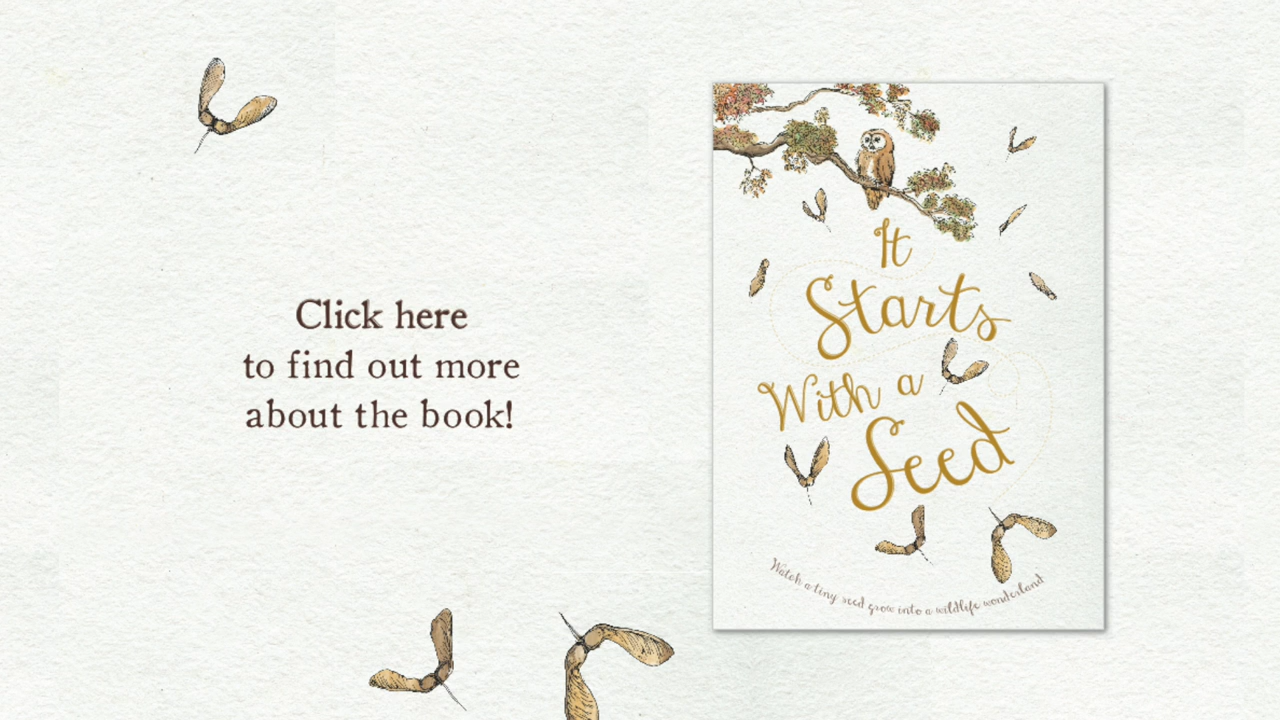 Click here
to find out more
about the book!
It
Starts
With a
Seed
Watch a tiny seed grow into a wildlife wonderland